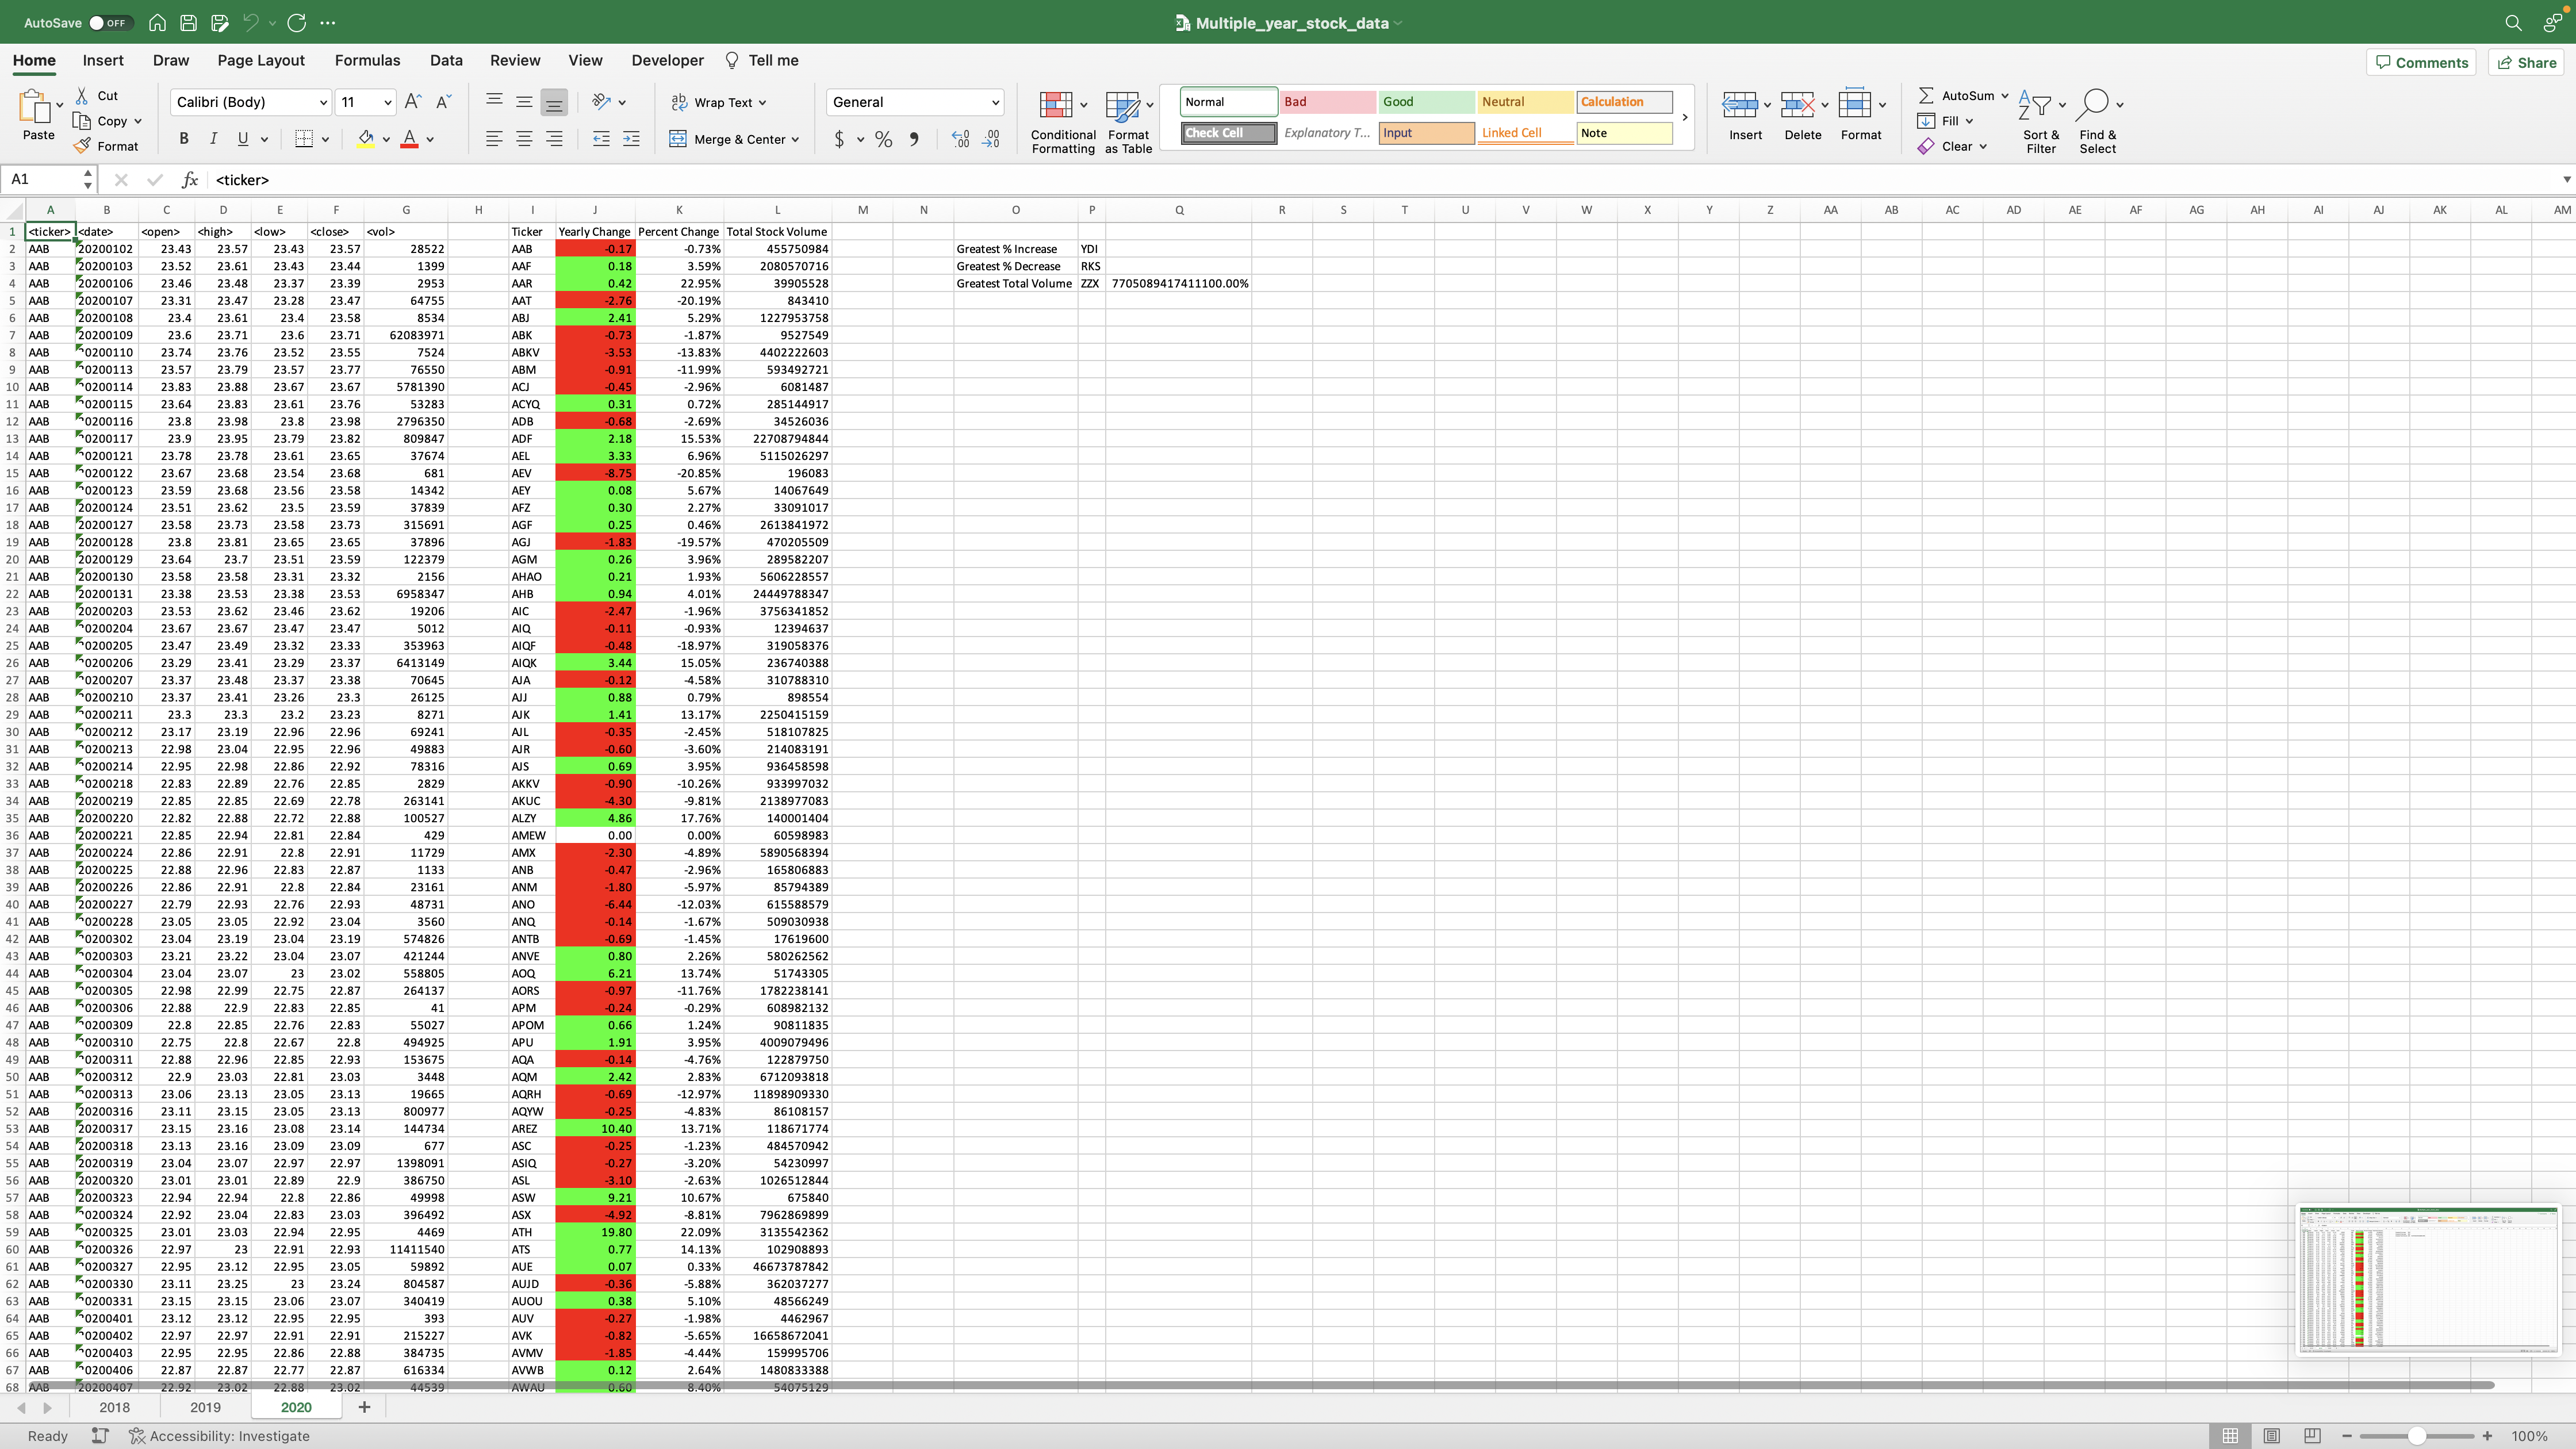 AutoSave OFF Multiple_year_stock_data
Home Insert Draw Page Layout Formulas Data Review View Developer Tell me Comments Share
Paste Cut Copy Format
Calibri (Body) 11
B I U
Wrap Text
Merge & Center
General
$ % 
Conditional Formatting Format as Table
Normal Bad Good Neutral Calculation
Check Cell Explanatory T... Input Linked Cell Note
Insert Delete Format
AutoSum Fill Clear Sort & Filter Find & Select
A1 fx <ticker>
A B C D E F G H I J K L M N O P Q R S T U V W X Y Z AA AB AC AD AE AF AG AH AI AJ AK AL AM
1 <ticker> <date> <open> <high> <low> <close> <vol> Ticker Yearly Change Percent Change Total Stock Volume
2 AAB 20200102 23.43 23.57 23.43 23.57 28522 AAB -0.17 -0.73% 455750984 Greatest % Increase YDI
3 AAB 20200103 23.52 23.61 23.43 23.44 1399 AAF 0.18 3.59% 2080570716 Greatest % Decrease RKS
4 AAB 20200106 23.46 23.48 23.37 23.39 2953 AAR 0.42 22.95% 39905528 Greatest Total Volume ZZX 7705089417411100.00%
5 AAB 20200107 23.31 23.47 23.28 23.47 64755 AAT -2.76 -20.19% 843410
6 AAB 20200108 23.4 23.61 23.4 23.58 8534 ABJ 2.41 5.29% 1227953758
7 AAB 20200109 23.6 23.71 23.6 23.71 62083971 ABK -0.73 -1.87% 9527549
8 AAB 20200110 23.74 23.76 23.52 23.55 7524 ABKV -3.53 -13.83% 4402222603
9 AAB 20200113 23.57 23.79 23.57 23.77 76550 ABM -0.91 -11.99% 593492721
10 AAB 20200114 23.83 23.88 23.67 23.67 5781390 ACJ -0.45 -2.96% 6081487
11 AAB 20200115 23.64 23.83 23.61 23.76 53283 ACYQ 0.31 0.72% 285144917
12 AAB 20200116 23.8 23.98 23.8 23.98 2796350 ADB -0.68 -2.69% 34526036
13 AAB 20200117 23.9 23.95 23.79 23.82 809847 ADF 2.18 15.53% 22708794844
14 AAB 20200121 23.78 23.78 23.61 23.65 37674 AEL 3.33 6.96% 5115026297
15 AAB 20200122 23.67 23.68 23.54 23.68 681 AEV -8.75 -20.85% 196083
16 AAB 20200123 23.59 23.68 23.56 23.58 14342 AEY 0.08 5.67% 14067649
17 AAB 20200124 23.51 23.62 23.5 23.59 37839 AFZ 0.30 2.27% 33091017
18 AAB 20200127 23.58 23.73 23.58 23.73 315691 AGF 0.25 0.46% 2613841972
19 AAB 20200128 23.8 23.81 23.65 23.65 37896 AGJ -1.83 -19.57% 470205509
20 AAB 20200129 23.64 23.7 23.51 23.59 122379 AGM 0.26 3.96% 289582207
21 AAB 20200130 23.58 23.58 23.31 23.32 2156 AHAO 0.21 1.93% 5606228557
22 AAB 20200131 23.38 23.53 23.38 23.53 6958347 AHB 0.94 4.01% 24449788347
23 AAB 20200203 23.53 23.62 23.46 23.62 19206 AIC -2.47 -1.96% 3756341852
24 AAB 20200204 23.67 23.67 23.47 23.47 5012 AIQ -0.11 -0.93% 12394637
25 AAB 20200205 23.47 23.49 23.32 23.33 353963 AIQF -0.48 -18.97% 319058376
26 AAB 20200206 23.29 23.41 23.29 23.37 6413149 AIQK 3.44 15.05% 236740388
27 AAB 20200207 23.37 23.48 23.37 23.38 70645 AJA -0.12 -4.58% 310788310
28 AAB 20200210 23.37 23.41 23.26 23.3 26125 AJJ 0.88 0.79% 898554
29 AAB 20200211 23.3 23.3 23.2 23.23 8271 AJK 1.41 13.17% 2250415159
30 AAB 20200212 23.17 23.19 22.96 22.96 69241 AJL -0.35 -2.45% 518107825
31 AAB 20200213 22.98 23.04 22.95 22.96 49883 AJR -0.60 -3.60% 214083191
32 AAB 20200214 22.95 22.98 22.86 22.92 78316 AJS 0.69 3.95% 936458598
33 AAB 20200218 22.83 22.89 22.76 22.85 2829 AKKV -0.90 -10.26% 933997032
34 AAB 20200219 22.85 22.85 22.69 22.78 263141 AKUC -4.30 -9.81% 2138977083
35 AAB 20200220 22.82 22.88 22.72 22.88 100527 ALZY 4.86 17.76% 140001404
36 AAB 20200221 22.85 22.94 22.81 22.84 429 AMEW 0.00 0.00% 60598983
37 AAB 20200224 22.86 22.91 22.8 22.91 11729 AMX -2.30 -4.89% 5890568394
38 AAB 20200225 22.88 22.96 22.83 22.87 1133 ANB -0.47 -2.96% 165806883
39 AAB 20200226 22.86 22.91 22.8 22.84 23161 ANM -1.80 -5.97% 85794389
40 AAB 20200227 22.79 22.93 22.76 22.93 48731 ANO -6.44 -12.03% 615588579
41 AAB 20200228 23.05 23.05 22.92 23.04 3560 ANQ -0.14 -1.67% 509030938
42 AAB 20200302 23.04 23.19 23.04 23.19 574826 ANTB -0.69 -1.45% 17619600
43 AAB 20200303 23.21 23.22 23.04 23.07 421244 ANVE 0.80 2.26% 580262562
44 AAB 20200304 23.04 23.07 23 23.02 558805 AOQ 6.21 13.74% 51743305
45 AAB 20200305 22.98 22.99 22.75 22.87 264137 AORS -0.97 -11.76% 1782238141
46 AAB 20200306 22.88 22.9 22.83 22.85 41 APM -0.24 -0.29% 608982132
47 AAB 20200309 22.8 22.85 22.76 22.83 55027 APOM 0.66 1.24% 90811835
48 AAB 20200310 22.75 22.8 22.67 22.8 494925 APU 1.91 3.95% 4009079496
49 AAB 20200311 22.88 22.96 22.85 22.93 153675 AQA -0.14 -4.76% 122879750
50 AAB 20200312 22.9 23.03 22.81 23.03 3448 AQM 2.42 2.83% 6712093818
51 AAB 20200313 23.06 23.13 23.05 23.13 19665 AQRH -0.69 -12.97% 11898909330
52 AAB 20200316 23.11 23.15 23.05 23.13 800977 AQYW -0.25 -4.83% 86108157
53 AAB 20200317 23.15 23.16 23.08 23.14 144734 AREZ 10.40 13.71% 118671774
54 AAB 20200318 23.13 23.16 23.09 23.09 677 ASC -0.25 -1.23% 484570942
55 AAB 20200319 23.04 23.07 22.97 22.97 1398091 ASIQ -0.27 -3.20% 54230997
56 AAB 20200320 23.01 23.01 22.89 22.9 386750 ASL -3.10 -2.63% 1026512844
57 AAB 20200323 22.94 22.94 22.8 22.86 49998 ASW 9.21 10.67% 675840
58 AAB 20200324 22.92 23.04 22.83 23.03 396492 ASX -4.92 -8.81% 7962869899
59 AAB 20200325 23.01 23.03 22.94 22.95 4469 ATH 19.80 22.09% 3135542362
60 AAB 20200326 22.97 23 22.91 22.93 11411540 ATS 0.77 14.13% 102908893
61 AAB 20200327 22.95 23.12 22.95 23.05 59892 AUE 0.07 0.33% 46673787842
62 AAB 20200330 23.11 23.25 23 23.24 804587 AUJD -0.36 -5.88% 362037277
63 AAB 20200331 23.15 23.15 23.06 23.07 340419 AUOU 0.38 5.10% 48566249
64 AAB 20200401 23.12 23.12 22.95 22.95 393 AUV -0.27 -1.98% 4462967
65 AAB 20200402 22.97 22.97 22.91 22.91 215227 AVK -0.82 -5.65% 16658672041
66 AAB 20200403 22.95 22.95 22.86 22.88 384735 AVMV -1.85 -4.44% 159995706
67 AAB 20200406 22.87 22.87 22.77 22.87 616334 AVWB 0.12 2.64% 1480833388
68 AAB 20200407 22.92 23.02 22.88 23.02 44539 AWAU 0.60 8.40% 54075129
2018 2019 2020
Ready Accessibility: Investigate 100%